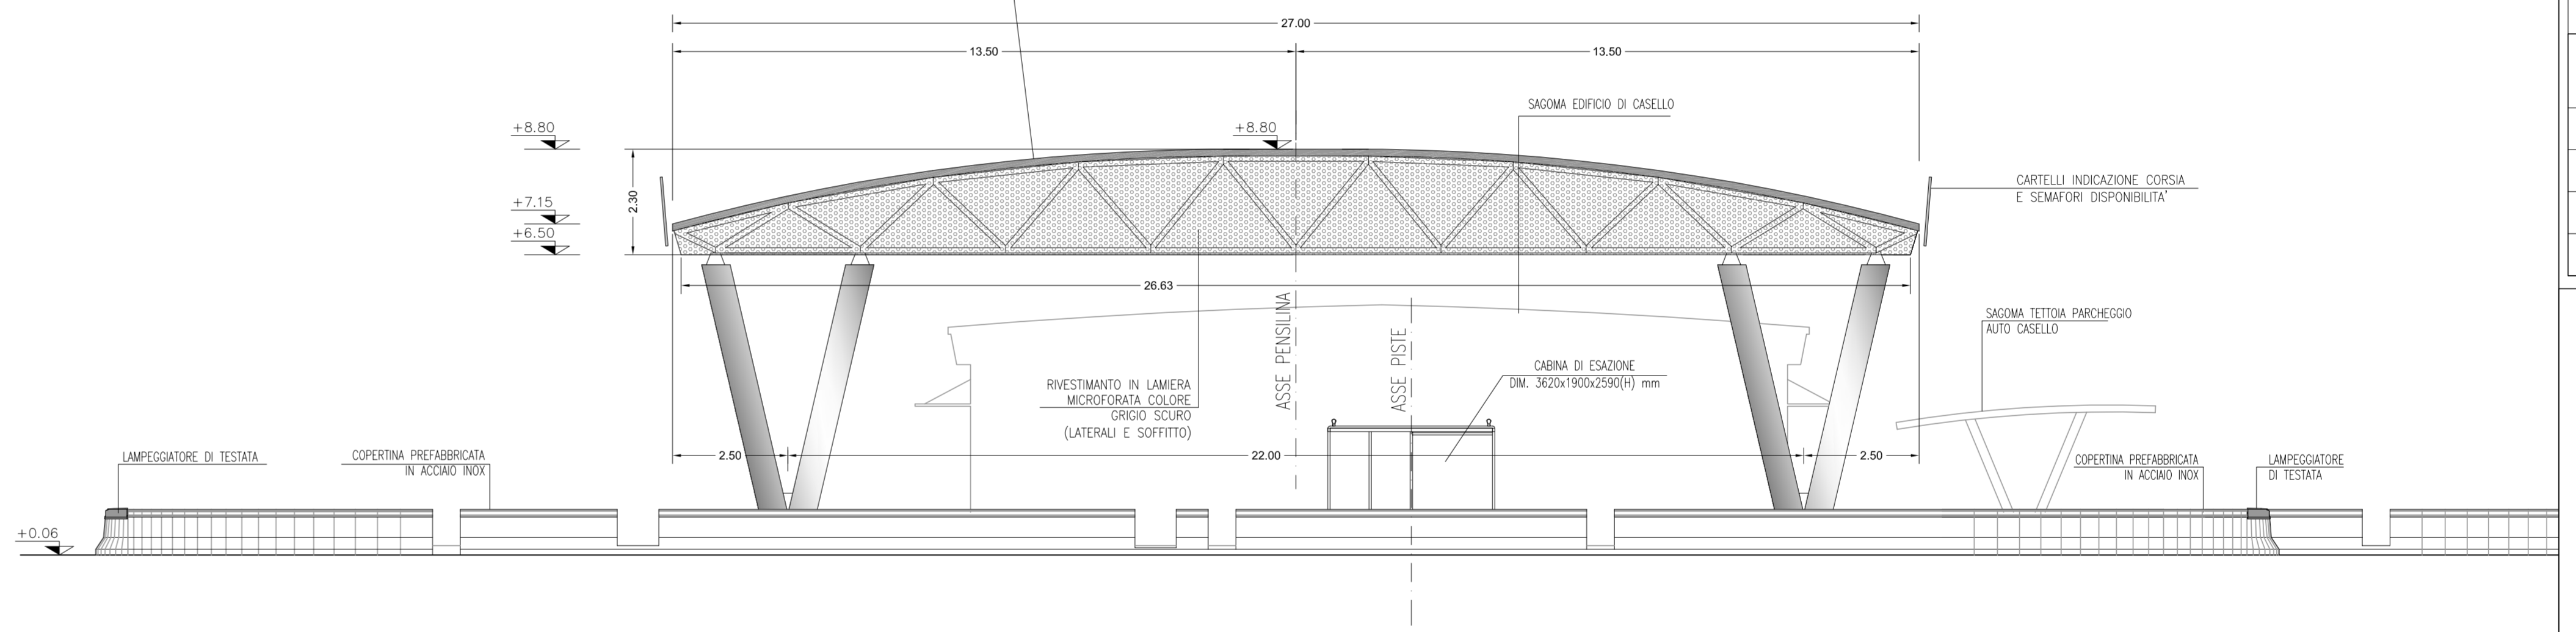 27.00
13.50
13.50
SAGOMA EDIFICIO DI CASELLO
+8.80
+8.80
2.30
CARTELLI INDICAZIONE CORSIA
E SEMAFORI DISPONIBILITA'
+7.15
+6.50
26.63
ASSE PENSILINA
ASSE PISTE
SAGOMA TETTOIA PARCHEGGIO
AUTO CASELLO
CABINA DI ESAZIONE
DIM. 3620x1900x2590(H) mm
RIVESTIMANTO IN LAMIERA
MICROFORATA COLORE
GRIGIO SCURO
(LATERALI E SOFFITTO)
2.50
22.00
2.50
LAMPEGGIATORE DI TESTATA
COPERTINA PREFABBRICATA
IN ACCIAIO INOX
COPERTINA PREFABBRICATA
IN ACCIAIO INOX
LAMPEGGIATORE
DI TESTATA
+0.06